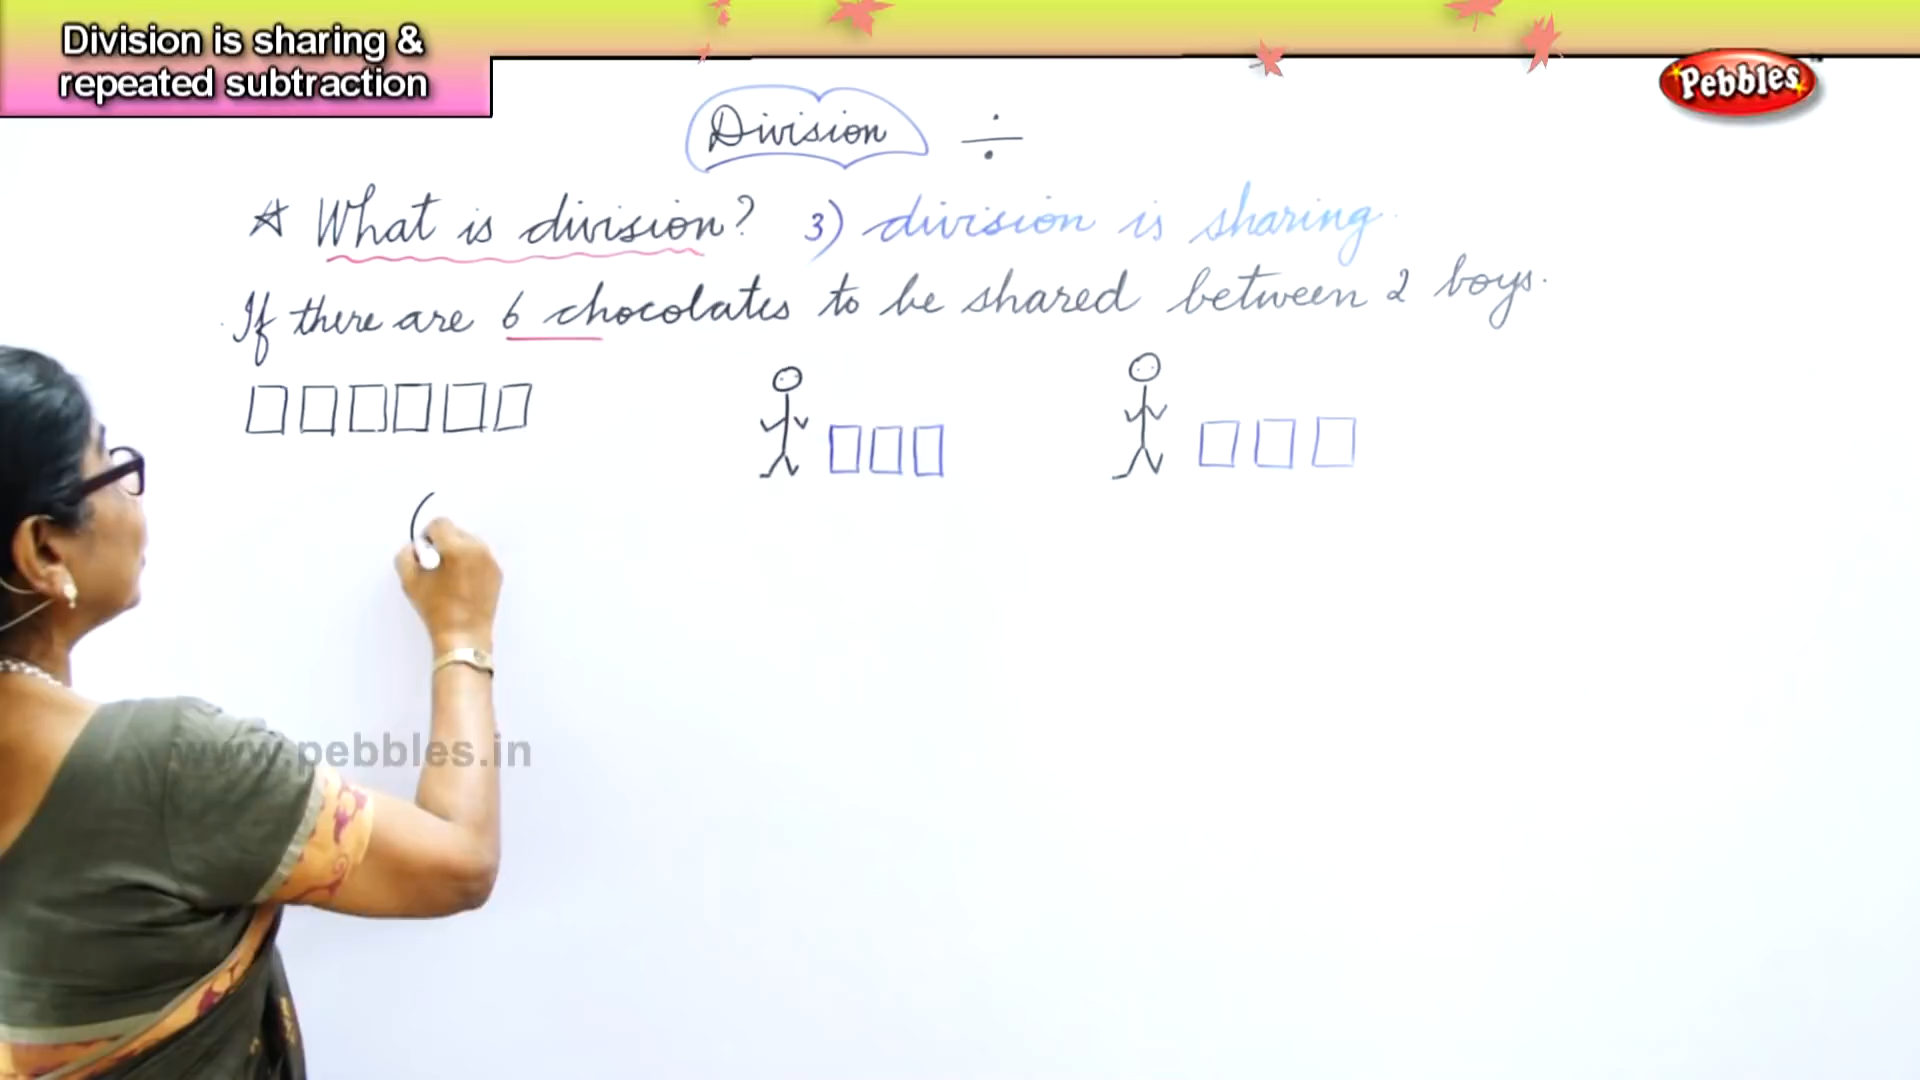 Division is sharing &
repeated subtraction
Pebbles
Division ÷
☆ What is division? 3) division is sharing.
If there are 6 chocolates to be shared between 2 boys.
www.pebbles.in